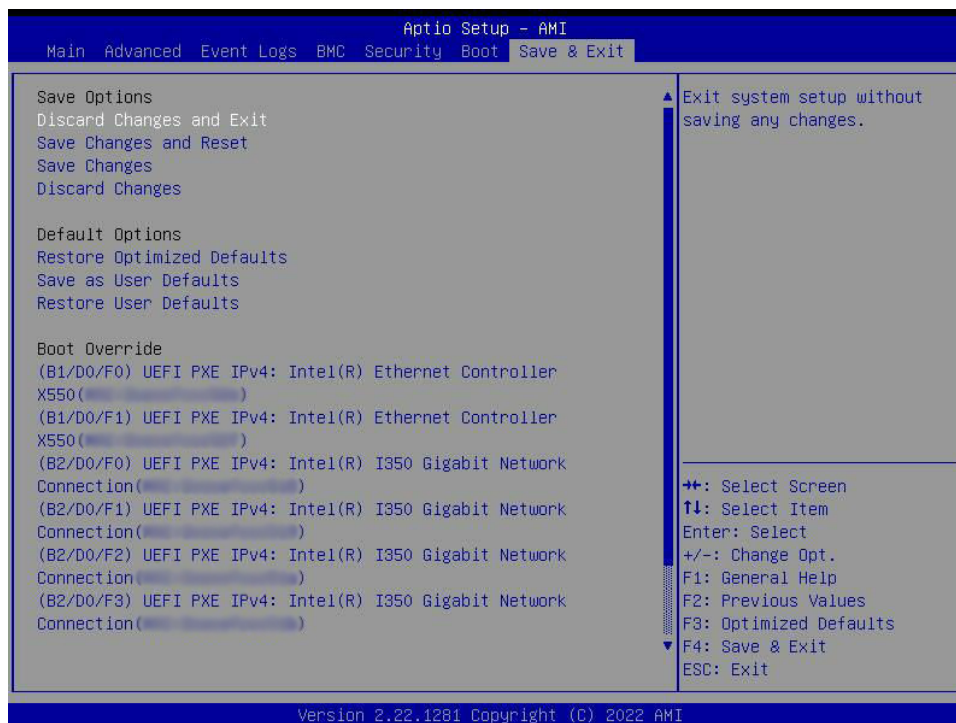 Aptio Setup – AMI
Main Advanced Event Logs BMC Security Boot Save & Exit
Save Options
Discard Changes and Exit
Save Changes and Reset
Save Changes
Discard Changes
Default Options
Restore Optimized Defaults
Save as User Defaults
Restore User Defaults
Boot Override
(B1/D0/F0) UEFI PXE IPv4: Intel(R) Ethernet Controller
X550( )
(B1/D0/F1) UEFI PXE IPv4: Intel(R) Ethernet Controller
X550( )
(B2/D0/F0) UEFI PXE IPv4: Intel(R) I350 Gigabit Network
Connection( )
(B2/D0/F1) UEFI PXE IPv4: Intel(R) I350 Gigabit Network
Connection( )
(B2/D0/F2) UEFI PXE IPv4: Intel(R) I350 Gigabit Network
Connection( )
(B2/D0/F3) UEFI PXE IPv4: Intel(R) I350 Gigabit Network
Connection( )
Exit system setup without
saving any changes.
→←: Select Screen
↑↓: Select Item
Enter: Select
+/-: Change Opt.
F1: General Help
F2: Previous Values
F3: Optimized Defaults
F4: Save & Exit
ESC: Exit
Version 2.22.1281 Copyright (C) 2022 AMI